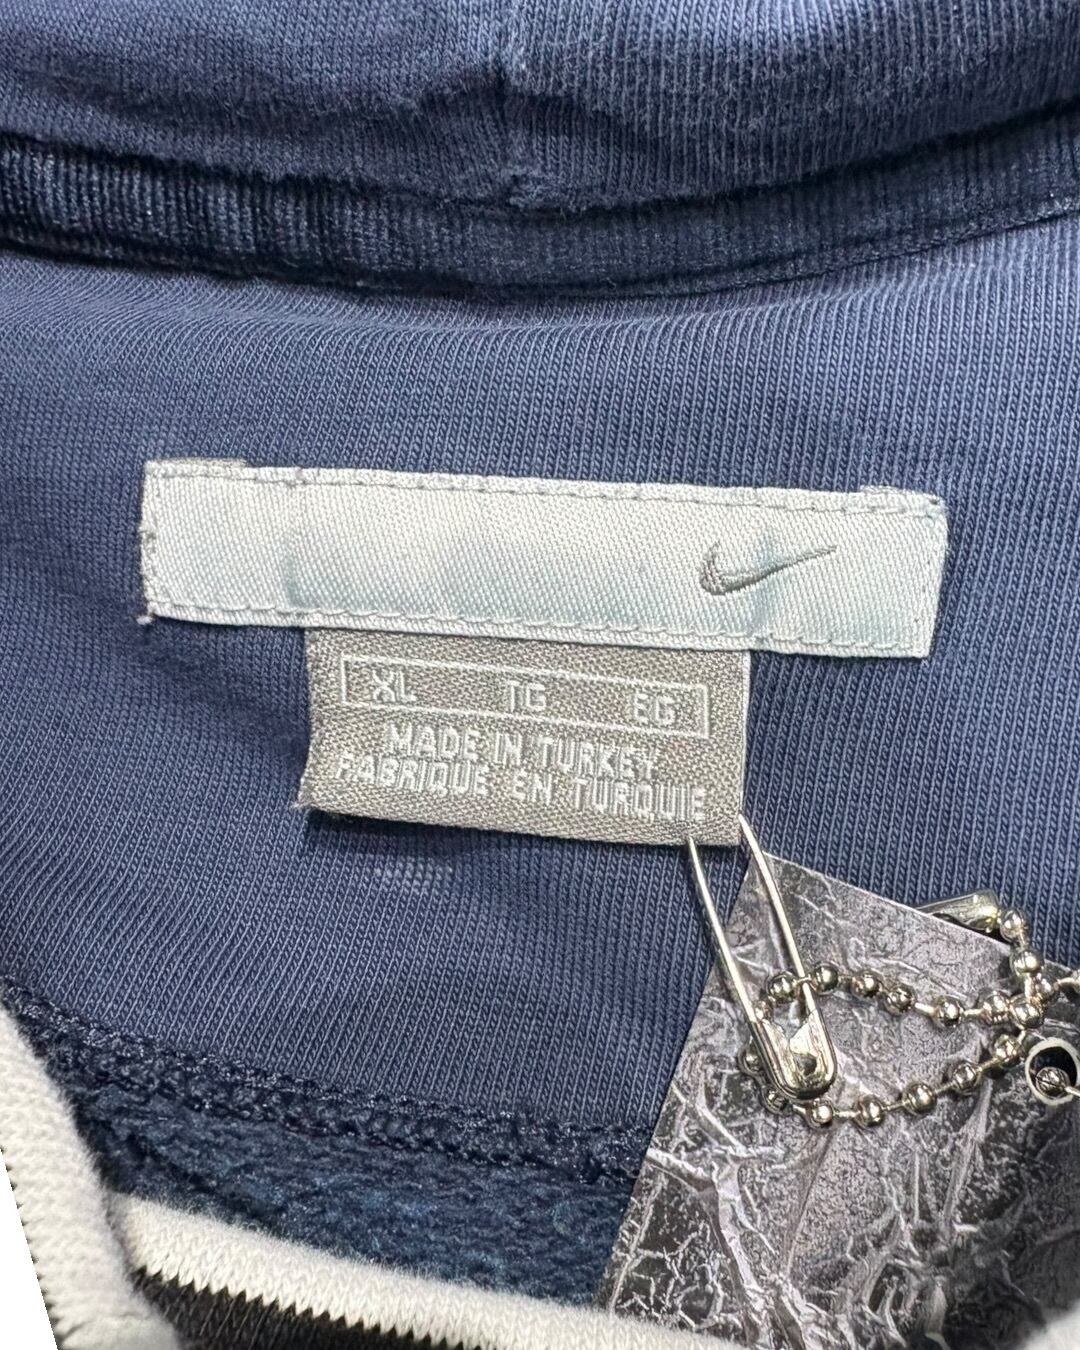 XL TG EG
MADE IN TURKEY
FABRIQUE EN TURQUIE